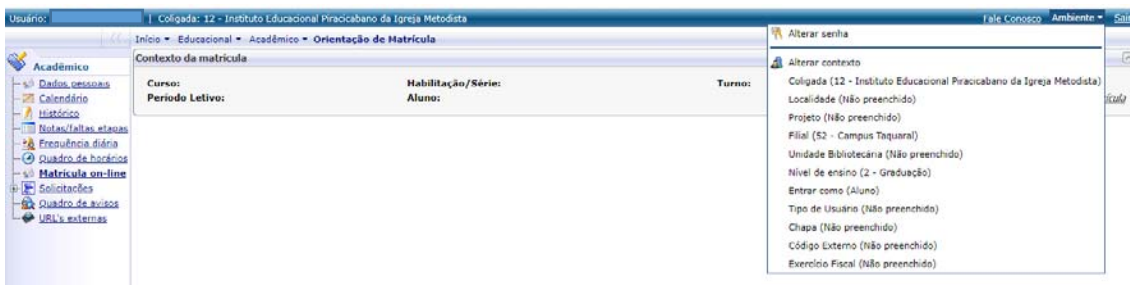 Usuário: | Coligada: 12 - Instituto Educacional Piracicabano da Igreja Metodista Fale Conosco Ambiente Sair
Início Educacional Acadêmico Orientação de Matrícula
Acadêmico
Dados pessoais
Calendário
Histórico
Notas/faltas etapas
Frequência diária
Quadro de horários
Matrícula on-line
Solicitações
Quadro de avisos
URL's externas
Contexto da matrícula
Curso: Habilitação/Série: Turno:
Período Letivo: Aluno:
Alterar senha
Alterar contexto
Coligada (12 - Instituto Educacional Piracicabano da Igreja Metodista)
Localidade (Não preenchido)
Projeto (Não preenchido)
Filial (52 - Campus Taquaral)
Unidade Bibliotecária (Não preenchido)
Nível de ensino (2 - Graduação)
Entrar como (Aluno)
Tipo de Usuário (Não preenchido)
Chapa (Não preenchido)
Código Externo (Não preenchido)
Exercício Fiscal (Não preenchido)